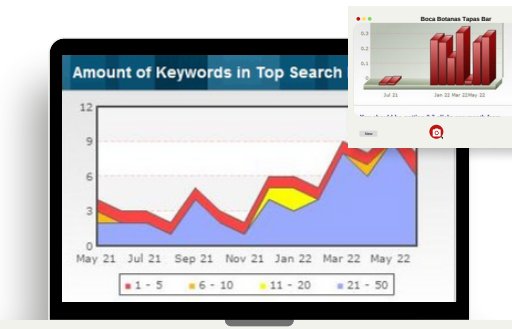 Boca Botanas Tapas Bar
0.3
0.2
0.1
0
Jul 21
Jan 22 Mar 22 May 22
Amount of Keywords in Top Search
12
9
6
3
0
May 21 Jul 21 Sep 21 Nov 21 Jan 22 Mar 22 May 22
1 - 5 6 - 10 11 - 20 21 - 50